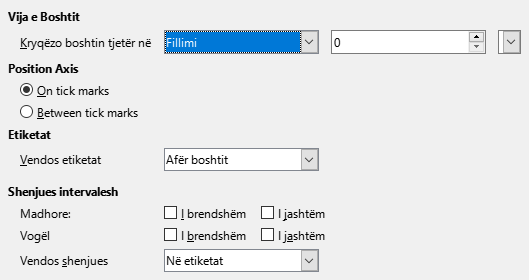 Vija e Boshtit
Kryqëzo boshtin tjetër në Fillimi 0
Position Axis
On tick marks
Between tick marks
Etiketat
Vendos etiketat Afër boshtit
Shenjues intervalesh
Madhore: I brendshëm I jashtëm
Vogël I brendshëm I jashtëm
Vendos shenjues Në etiketat